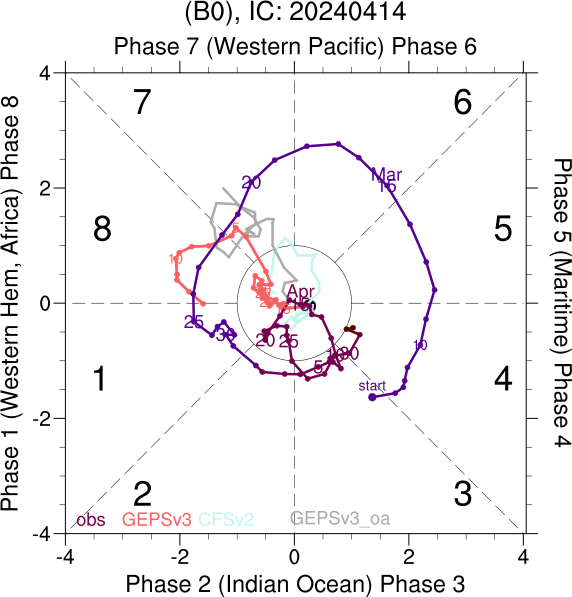 (B0), IC: 20240414
Phase 7 (Western Pacific) Phase 6
4
2
0
-2
-4
-4
-2
0
2
4
Phase 1 (Western Hem, Africa) Phase 8
Phase 5 (Maritime) Phase 4
7
6
8
5
1
4
2
3
20
Mar
15
10
start
25
Apr
5
20
25
30
obs
GEPSv3
CFSv2
GEPSv3_oa
Phase 2 (Indian Ocean) Phase 3